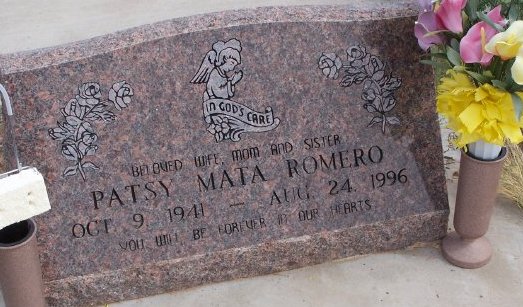 IN GOD'S CARE
BELOVED WIFE, MOM AND SISTER
PATSY MATA ROMERO
OCT. 9, 1941 — AUG. 24, 1996
YOU WILL BE FOREVER IN OUR HEARTS